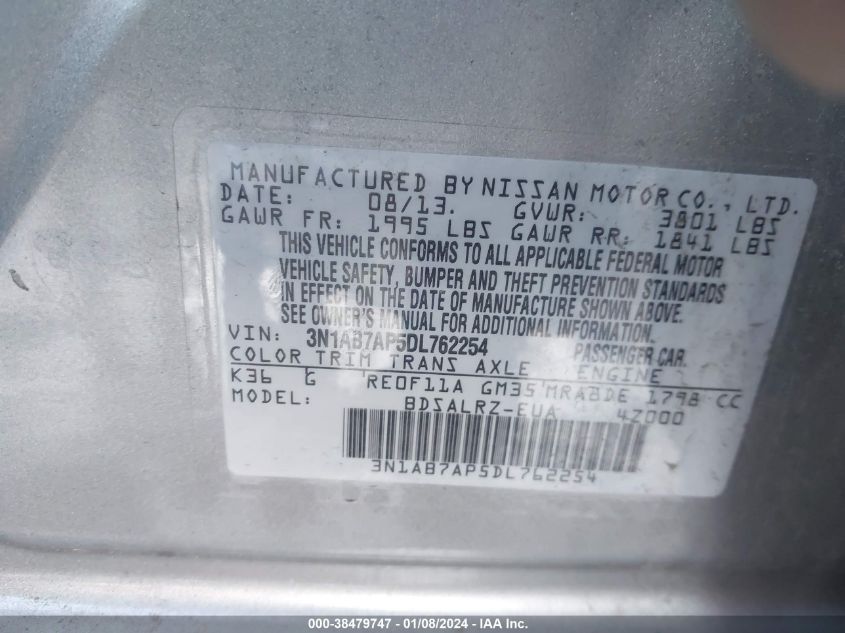 MANUFACTURED BY NISSAN MOTOR CO., LTD.
DATE: 08/13. GVWR: 3801 LBS
GAWR FR: 1995 LBS GAWR RR: 1841 LBS
THIS VEHICLE CONFORMS TO ALL APPLICABLE FEDERAL MOTOR
VEHICLE SAFETY, BUMPER AND THEFT PREVENTION STANDARDS
IN EFFECT ON THE DATE OF MANUFACTURE SHOWN ABOVE.
SEE OWNER'S MANUAL FOR ADDITIONAL INFORMATION.
VIN: 3N1AB7AP5DL762254 PASSENGER CAR.
COLOR TRIM TRANS AXLE ENGINE
K36 G RE0F11A GM35 MRA8DE 1798 CC
MODEL: BDSALRZ-EUA 4Z000
3N1AB7AP5DL762254
000-38479747 - 01/08/2024 - IAA Inc.